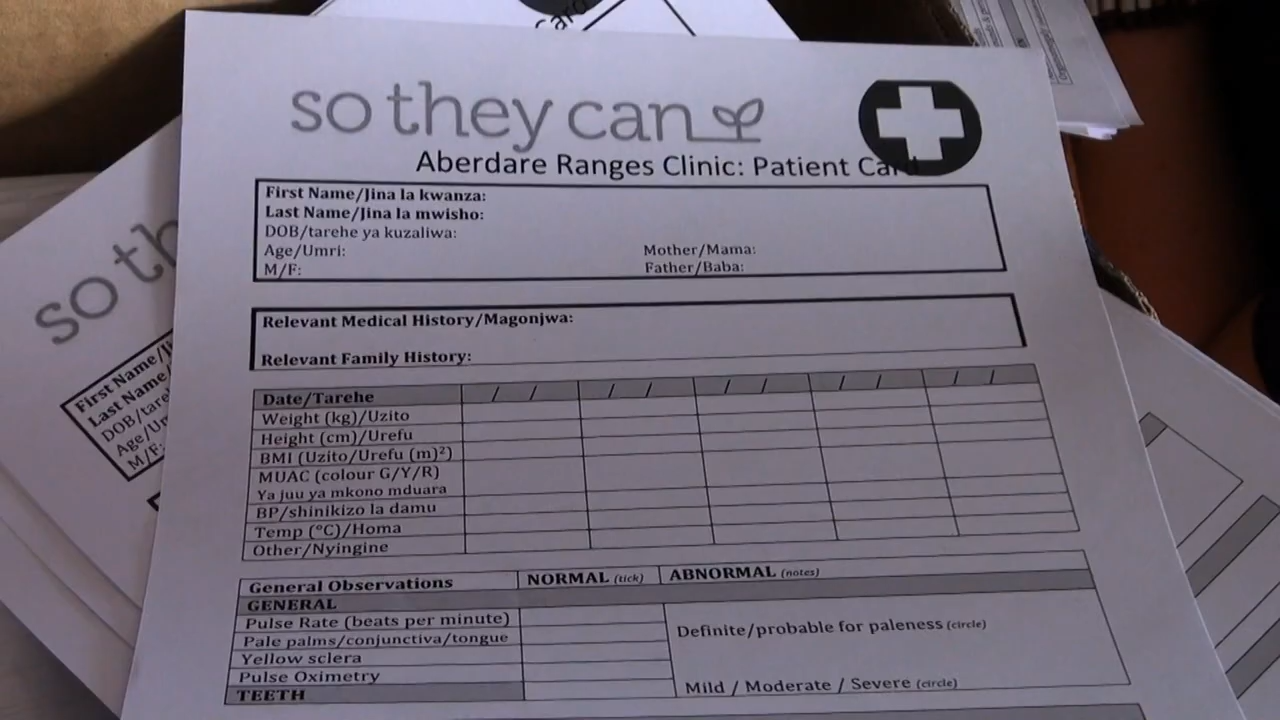 card
so they can
Aberdare Ranges Clinic: Patient Card
First Name/Jina la kwanza:
Last Name/Jina la mwisho:
DOB/tarehe ya kuzaliwa:
Age/Umri:
Mother/Mama:
M/F:
Father/Baba:
Relevant Medical History/Magonjwa:
Relevant Family History:
Date/Tarehe / / / / / / / / / /
Weight (kg)/Uzito
Height (cm)/Urefu
BMI (Uzito/Urefu (m)²)
MUAC (colour G/Y/R)
Ya juu ya mkono mduara
BP/shinikizo la damu
Temp (°C)/Homa
Other/Nyingine
General Observations NORMAL (tick) ABNORMAL (notes)
GENERAL
Pulse Rate (beats per minute)
Pale palms/conjunctiva/tongue
Definite/probable for paleness (circle)
Yellow sclera
Pulse Oximetry
Mild / Moderate / Severe (circle)
TEETH
so th
First Name/Ji
Last Name/
DOB/tare
Age/Um
M/F: